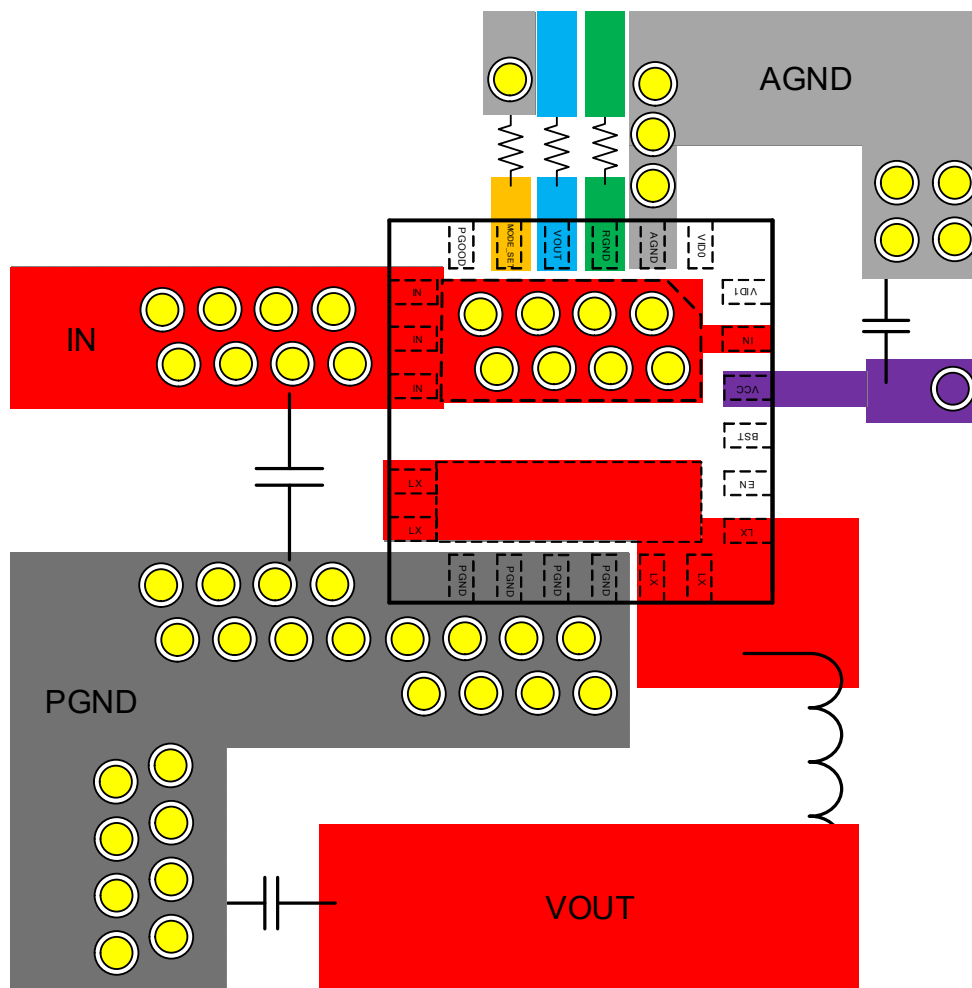 AGND
PGOOD
MODE_SET
VOUT
RGND
AGND
VID0
IN
IN
IN
IN
VID1
IN
VCC
BST
EN
LX
LX
LX
PGND
PGND
PGND
PGND
LX
LX
PGND
VOUT